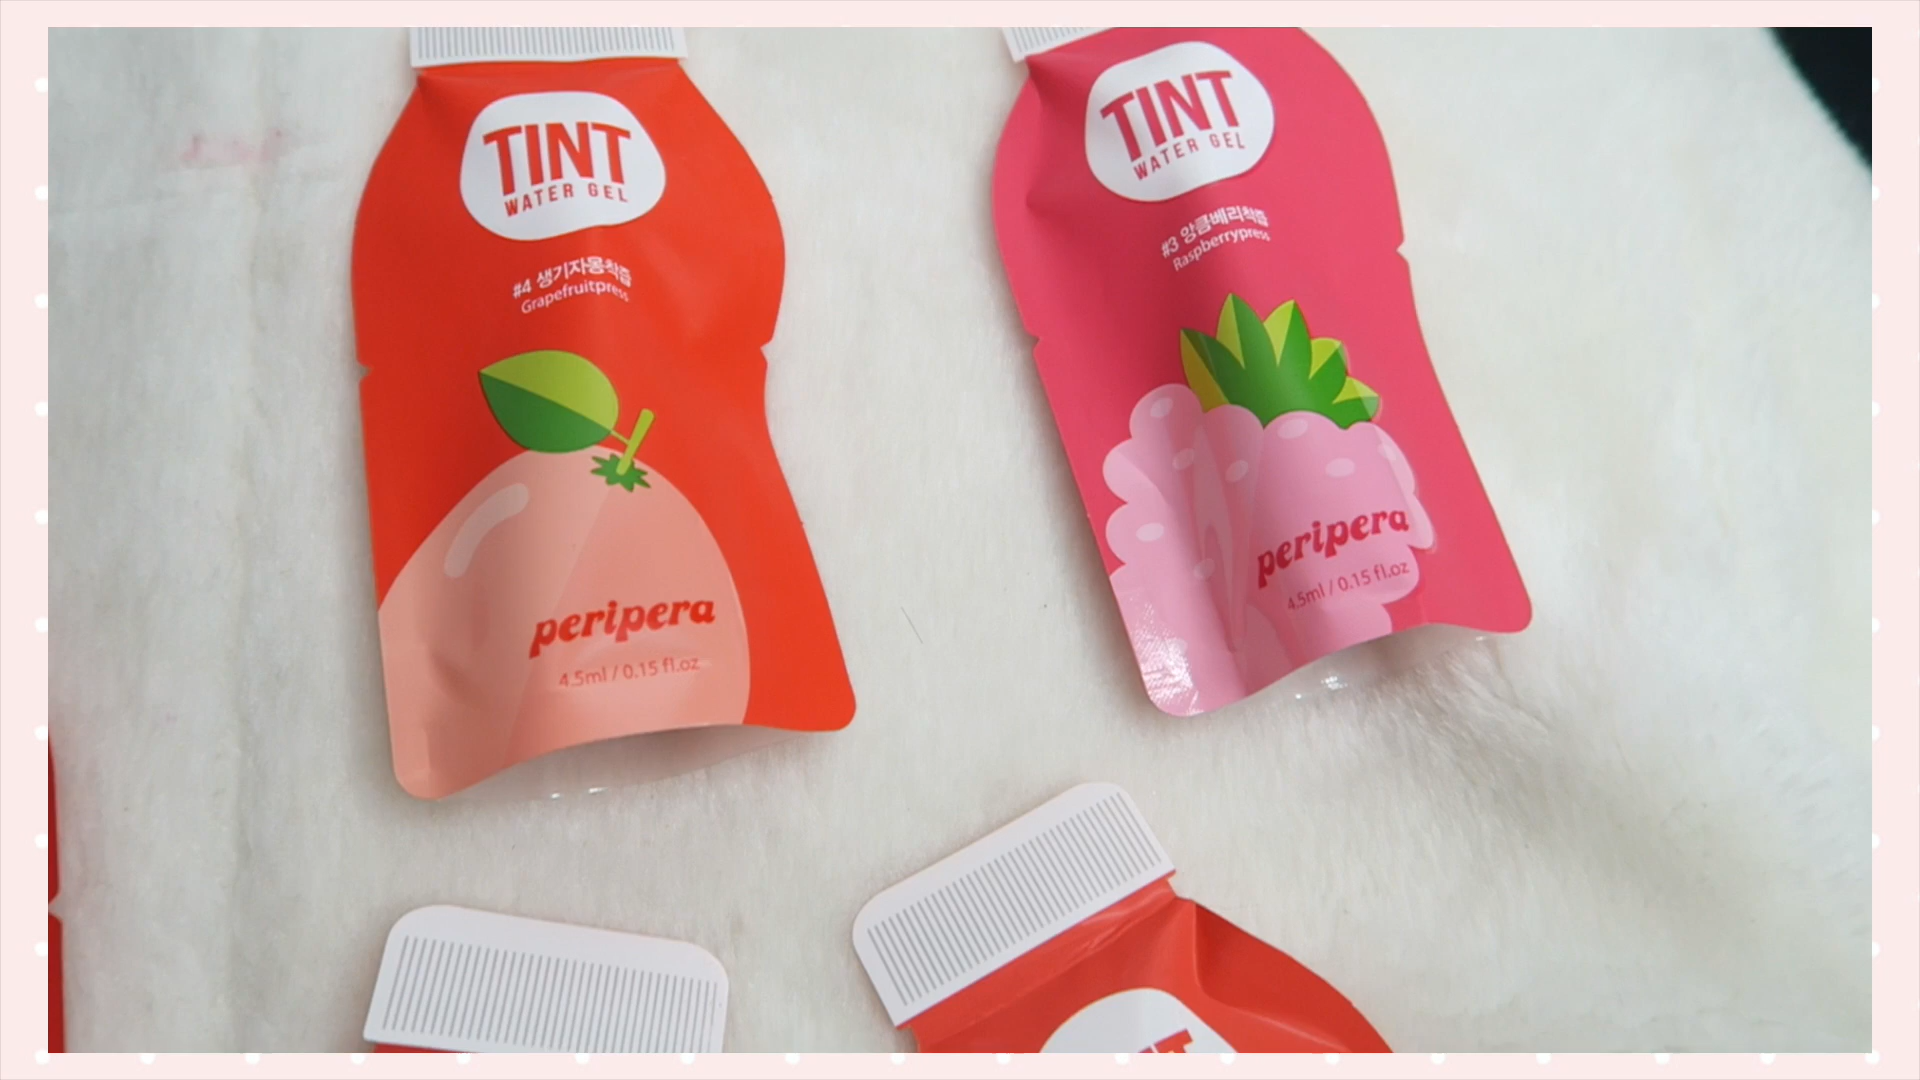 TINT
WATER GEL
#4 생기자몽착즙
Grapefruitpress
peripera
4.5ml / 0.15 fl.oz
TINT
WATER GEL
#3 앙큼베리착즙
Raspberrypress
peripera
4.5ml / 0.15 fl.oz